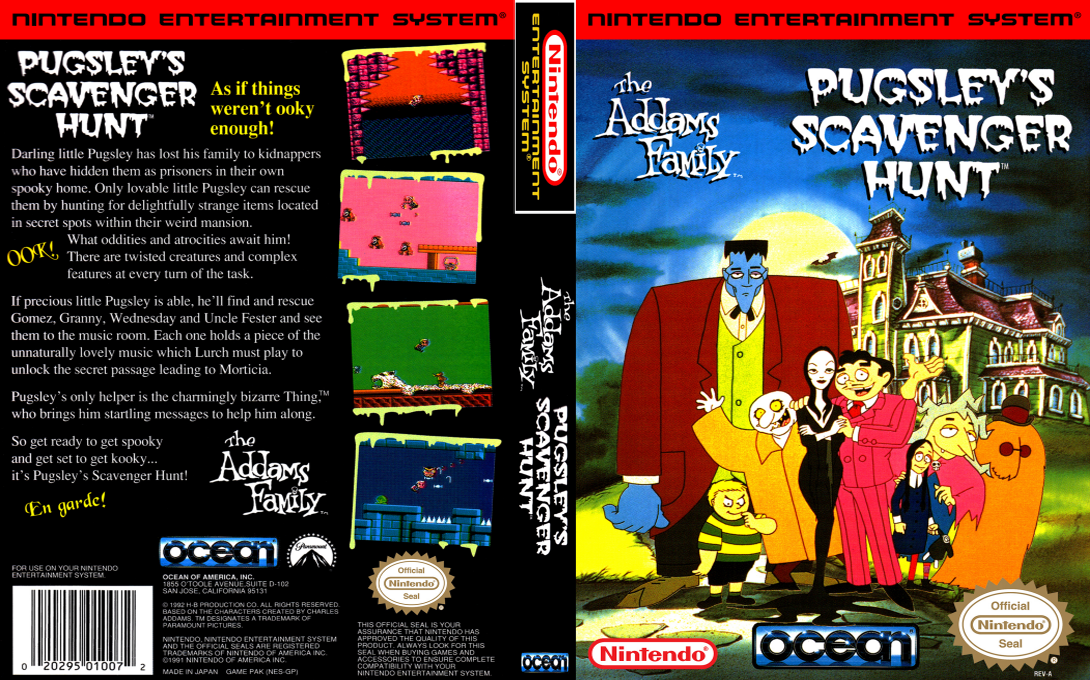 NINTENDO ENTERTAINMENT SYSTEM®
PUGSLEY'S
SCAVENGER
HUNT™
As if things
weren't ooky
enough!
Darling little Pugsley has lost his family to kidnappers
who have hidden them as prisoners in their own
spooky home. Only lovable little Pugsley can rescue
them by hunting for delightfully strange items located
in secret spots within their weird mansion.
OOK!
What oddities and atrocities await him!
There are twisted creatures and complex
features at every turn of the task.
If precious little Pugsley is able, he'll find and rescue
Gomez, Granny, Wednesday and Uncle Fester and see
them to the music room. Each one holds a piece of the
unnaturally lovely music which Lurch must play to
unlock the secret passage leading to Morticia.
Pugsley's only helper is the charmingly bizarre Thing,™
who brings him startling messages to help him along.
So get ready to get spooky
and get set to get kooky...
it's Pugsley's Scavenger Hunt!
En garde!
The
Addams
Family™
FOR USE ON YOUR NINTENDO
ENTERTAINMENT SYSTEM.
0 20295 01007 2
ocean®
Paramount
OCEAN OF AMERICA, INC.
1855 O'TOOLE AVENUE,SUITE D-102
SAN JOSE, CALIFORNIA 95131
© 1992 H-B PRODUCTION CO. ALL RIGHTS RESERVED.
BASED ON THE CHARACTERS CREATED BY CHARLES
ADDAMS. TM DESIGNATES A TRADEMARK OF
PARAMOUNT PICTURES.
NINTENDO, NINTENDO ENTERTAINMENT SYSTEM
AND THE OFFICIAL SEALS ARE REGISTERED
TRADEMARKS OF NINTENDO OF AMERICA INC.
©1991 NINTENDO OF AMERICA INC.
MADE IN JAPAN GAME PAK (NES-GP)
Official
Nintendo®
Seal
THIS OFFICIAL SEAL IS YOUR
ASSURANCE THAT NINTENDO HAS
APPROVED THE QUALITY OF THIS
PRODUCT. ALWAYS LOOK FOR THIS
SEAL WHEN BUYING GAMES AND
ACCESSORIES TO ENSURE COMPLETE
COMPATIBILITY WITH YOUR
NINTENDO ENTERTAINMENT SYSTEM.
Nintendo®
ENTERTAINMENT
SYSTEM®
The
Addams
Family™
PUGSLEY'S
SCAVENGER
HUNT™
ocean®
NINTENDO ENTERTAINMENT SYSTEM®
The
Addams
Family™
PUGSLEY'S
SCAVENGER
HUNT™
Nintendo®
ocean®
Official
Nintendo®
Seal
REV-A